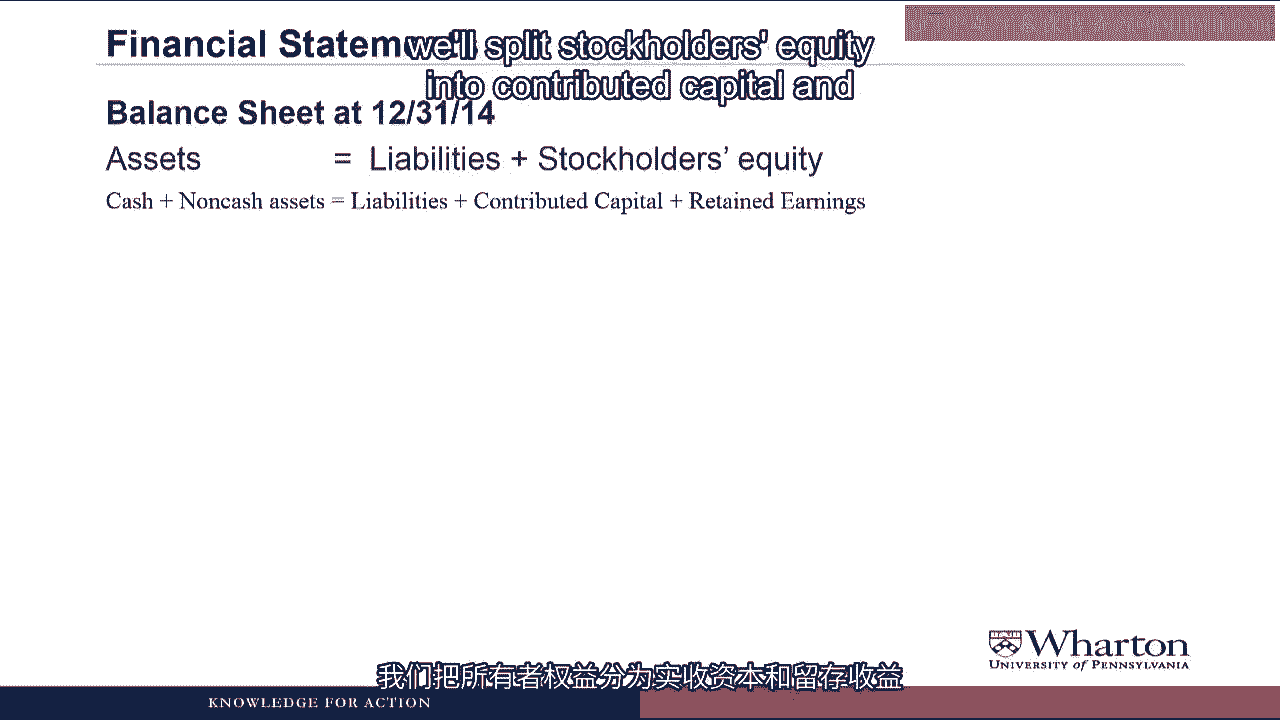 Financial Statem
we'll split stockholders' equity
into contributed capital and
Balance Sheet at 12/31/14
Assets = Liabilities + Stockholders’ equity
Cash + Noncash assets = Liabilities + Contributed Capital + Retained Earnings
Wharton
UNIVERSITY of PENNSYLVANIA
我们把所有者权益分为实收资本和留存收益
KNOWLEDGE FOR ACTION